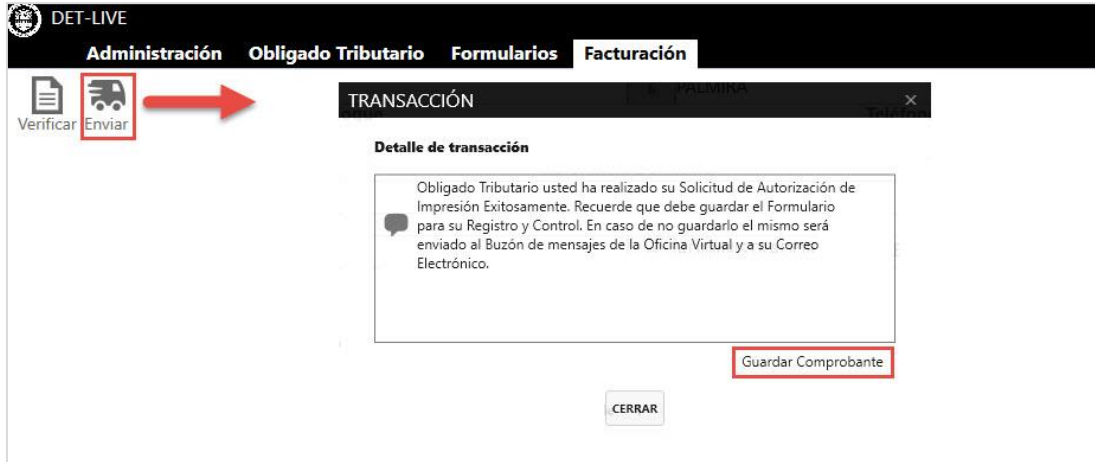 DET-LIVE
Administración Obligado Tributario Formularios Facturación
Verificar Enviar
PALMIRA
TRANSACCIÓN ×
Detalle de transacción
Obligado Tributario usted ha realizado su Solicitud de Autorización de
Impresión Exitosamente. Recuerde que debe guardar el Formulario
para su Registro y Control. En caso de no guardarlo el mismo será
enviado al Buzón de mensajes de la Oficina Virtual y a su Correo
Electrónico.
Guardar Comprobante
CERRAR